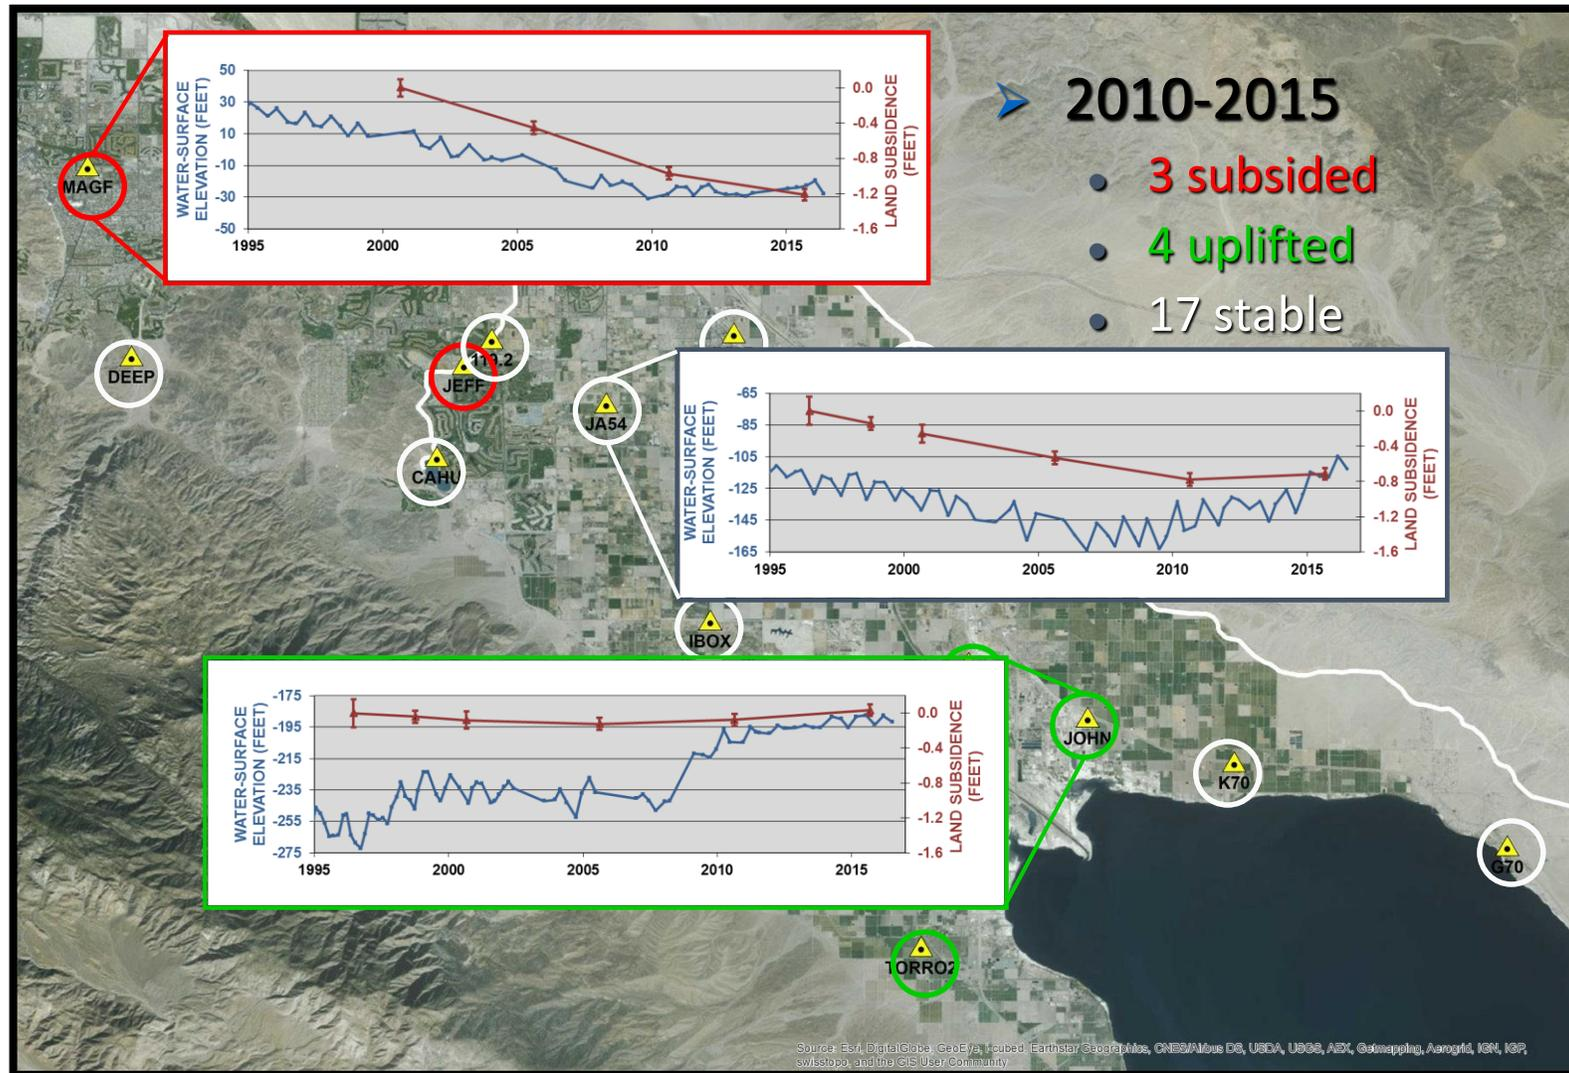 2010-2015
3 subsided
4 uplifted
17 stable
WATER-SURFACE
ELEVATION (FEET)
50
30
10
-10
-30
-50
1995
2000
2005
2010
2015
0.0
-0.4
-0.8
-1.2
-1.6
LAND SUBSIDENCE
(FEET)
MAGF
DEEP
119.2
JEFF
JA54
CAHU
WATER-SURFACE
ELEVATION (FEET)
-65
-85
-105
-125
-145
-165
1995
2000
2005
2010
2015
0.0
-0.4
-0.8
-1.2
-1.6
LAND SUBSIDENCE
(FEET)
IBOX
WATER-SURFACE
ELEVATION (FEET)
-175
-195
-215
-235
-255
-275
1995
2000
2005
2010
2015
0.0
-0.4
-0.8
-1.2
-1.6
LAND SUBSIDENCE
(FEET)
JOHN
K70
G70
TORRO2
Source: Esri, DigitalGlobe, GeoEye, i-cubed, Earthstar Geographics, CNES/Airbus DS, USDA, USGS, AEX, Getmapping, Aerogrid, IGN, IGP,
swisstopo, and the GIS User Community